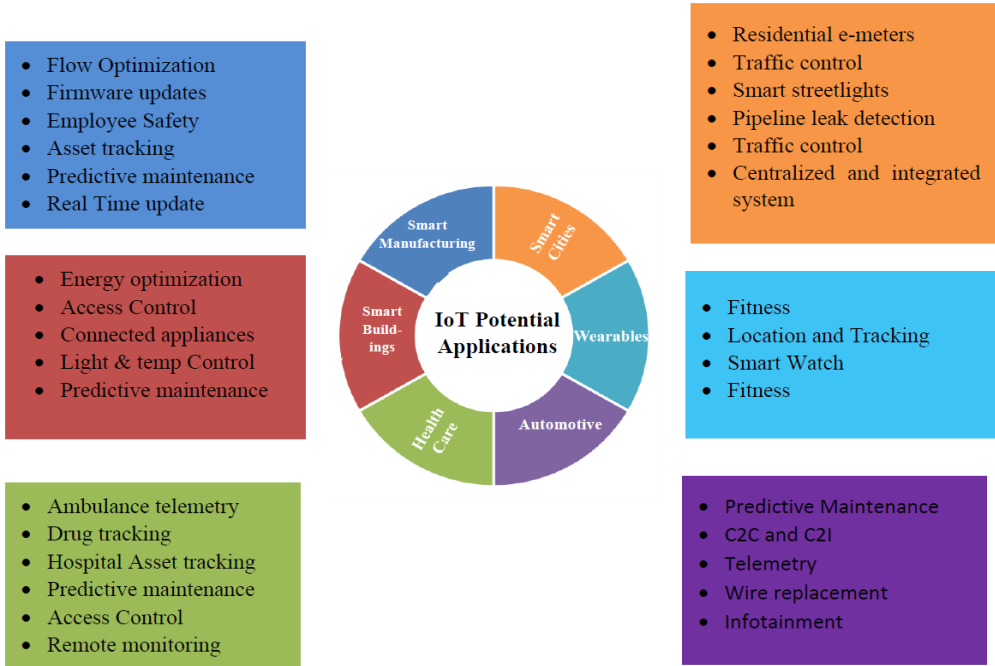 • Flow Optimization
• Firmware updates
• Employee Safety
• Asset tracking
• Predictive maintenance
• Real Time update
• Residential e-meters
• Traffic control
• Smart streetlights
• Pipeline leak detection
• Traffic control
• Centralized and integrated
system
• Energy optimization
• Access Control
• Connected appliances
• Light & temp Control
• Predictive maintenance
Smart
Manufacturing
Smart
Cities
Smart
Build-
ings
IoT Potential
Applications
Wearables
Health
Care
Automotive
• Fitness
• Location and Tracking
• Smart Watch
• Fitness
• Ambulance telemetry
• Drug tracking
• Hospital Asset tracking
• Predictive maintenance
• Access Control
• Remote monitoring
• Predictive Maintenance
• C2C and C2I
• Telemetry
• Wire replacement
• Infotainment